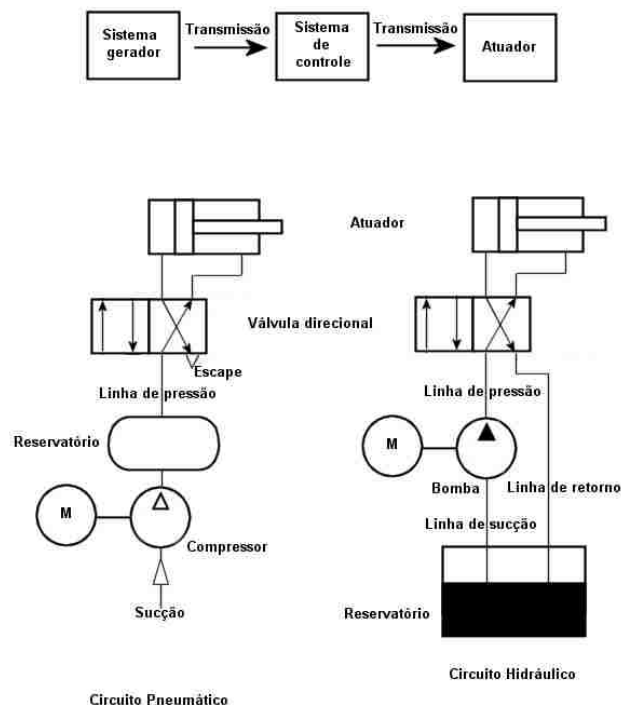 Sistema
gerador
Transmissão
Sistema
de
controle
Transmissão
Atuador
Atuador
Válvula direcional
Escape
Linha de pressão
Linha de pressão
Reservatório
M
M
Bomba
Linha de retorno
Linha de sucção
Compressor
Sucção
Reservatório
Circuito Hidráulico
Circuito Pneumático